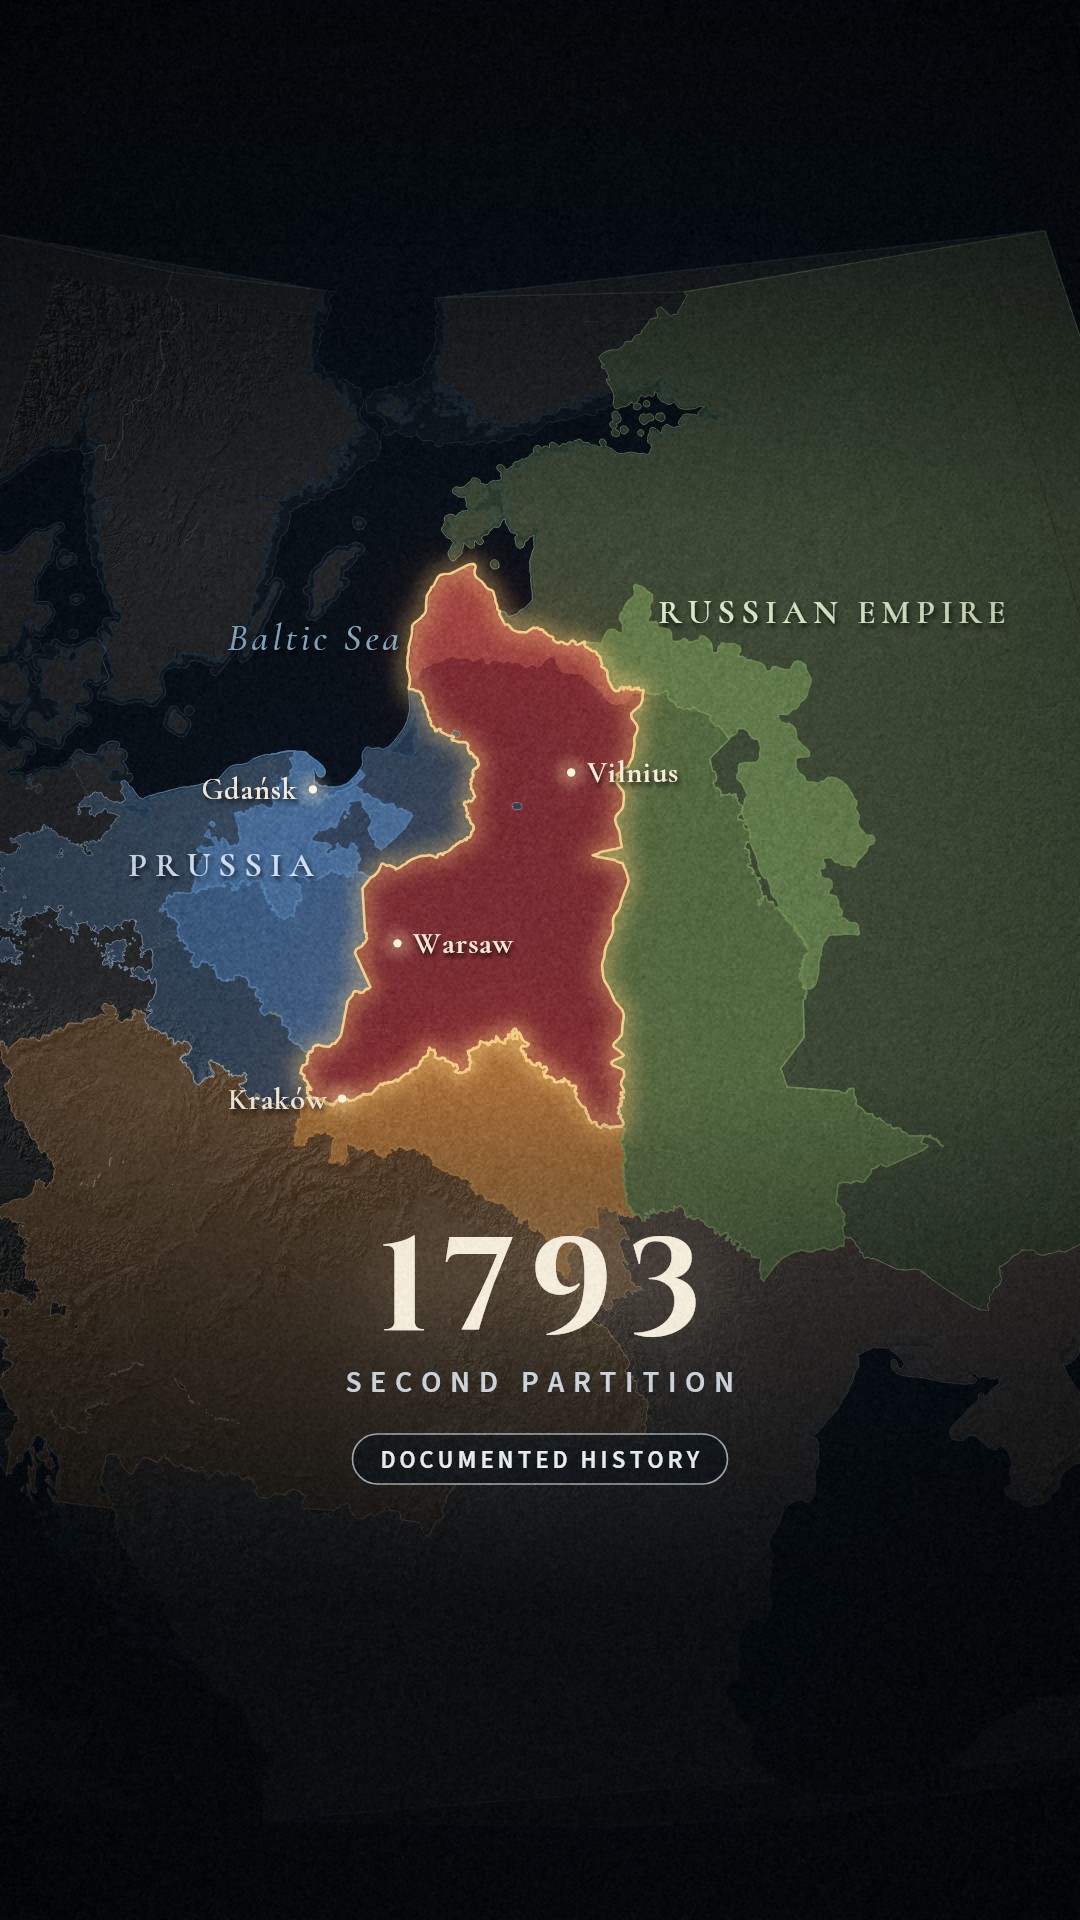 RUSSIAN EMPIRE
Baltic Sea
Vilnius
Gdańsk
PRUSSIA
Warsaw
Kraków
1793
SECOND PARTITION
DOCUMENTED HISTORY